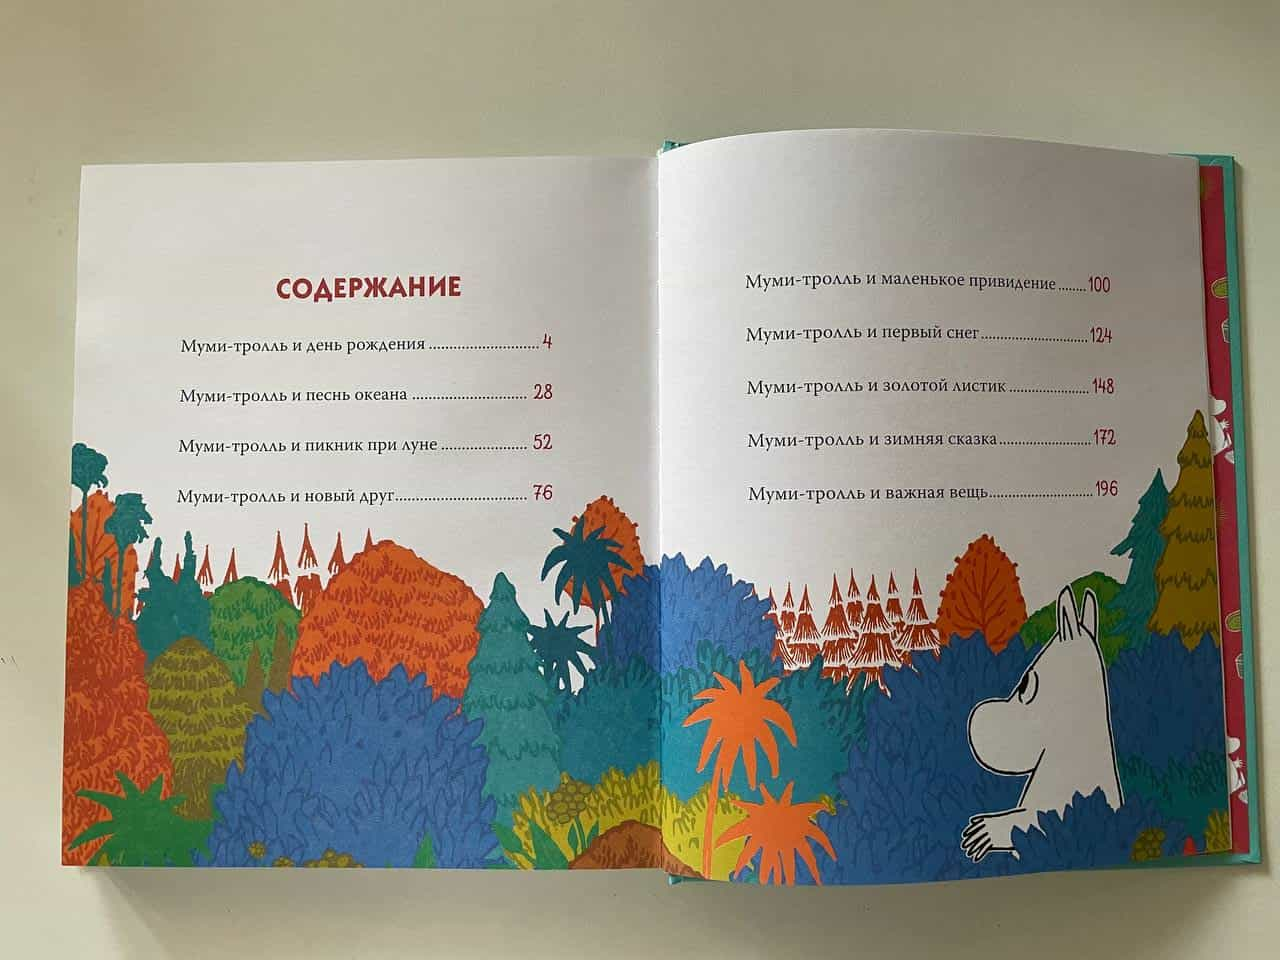 СОДЕРЖАНИЕ
Муми-тролль и день рождения ........................... 4
Муми-тролль и песнь океана ........................... 28
Муми-тролль и пикник при луне .................... 52
Муми-тролль и новый друг............................... 76
Муми-тролль и маленькое привидение ....... 100
Муми-тролль и первый снег.......................... 124
Муми-тролль и золотой листик .................... 148
Муми-тролль и зимняя сказка...................... 172
Муми-тролль и важная вещь......................... 196